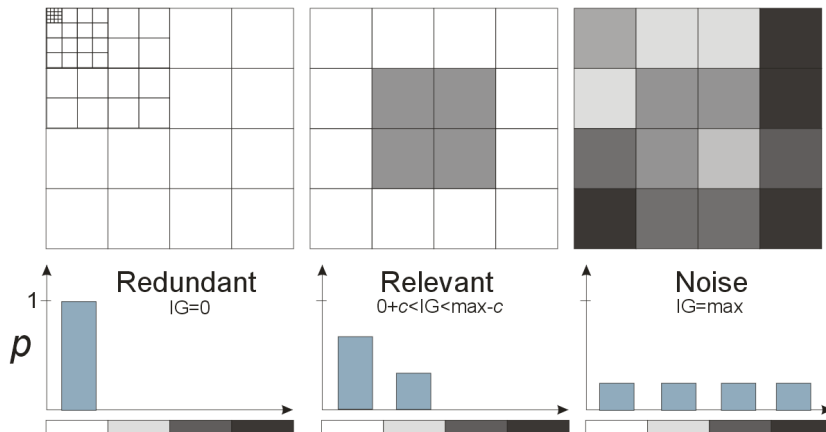 Redundant
IG=0
Relevant
0+c<IG<max-c
Noise
IG=max
1
p